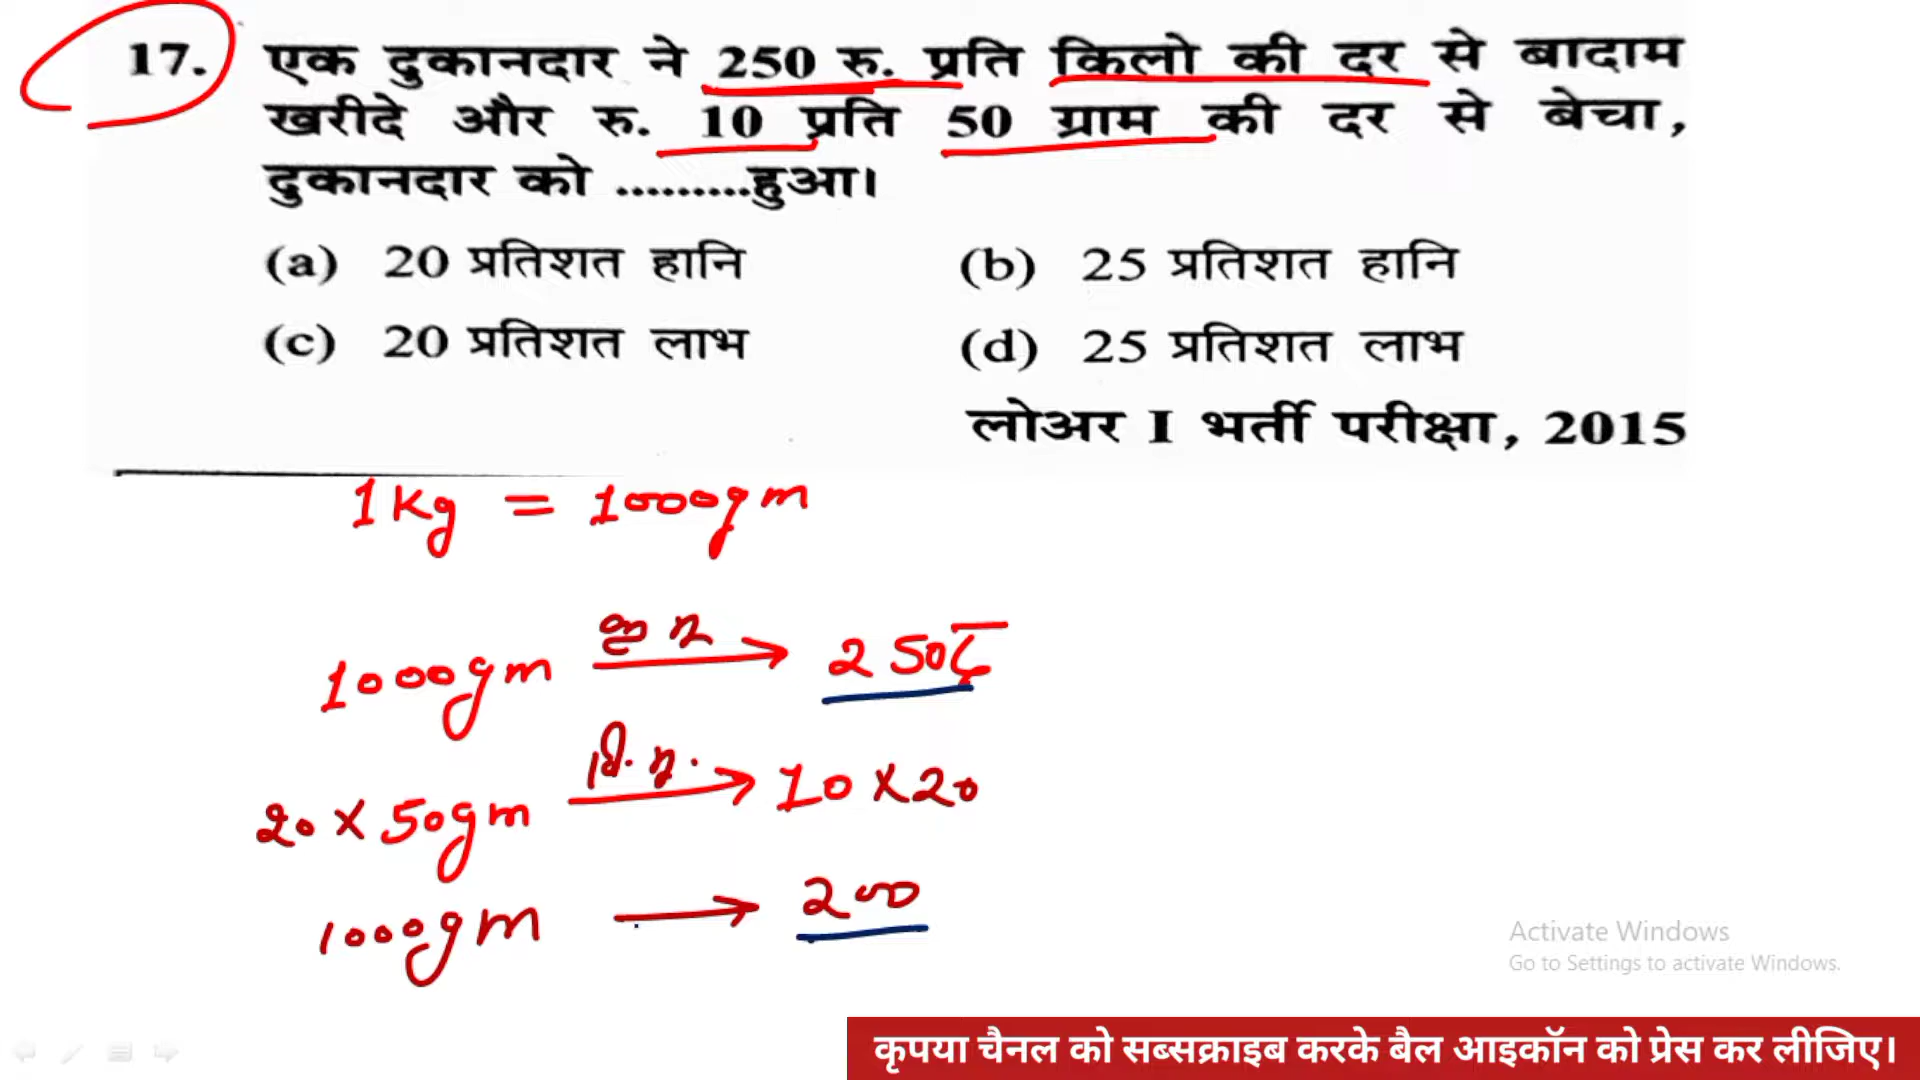 17. एक दुकानदार ने 250 रु. प्रति किलो की दर से बादाम
खरीदे और रु. 10 प्रति 50 ग्राम की दर से बेचा,
दुकानदार को .........हुआ।
(a) 20 प्रतिशत हानि (b) 25 प्रतिशत हानि
(c) 20 प्रतिशत लाभ (d) 25 प्रतिशत लाभ
लोअर I भर्ती परीक्षा, 2015
1kg = 1000gm
1000gm क्र मू → 250रु
20 × 50gm वि. मू. → 10 × 20
1000gm → 200
Activate Windows
Go to Settings to activate Windows.
कृपया चैनल को सब्सक्राइब करके बैल आइकॉन को प्रेस कर लीजिए।